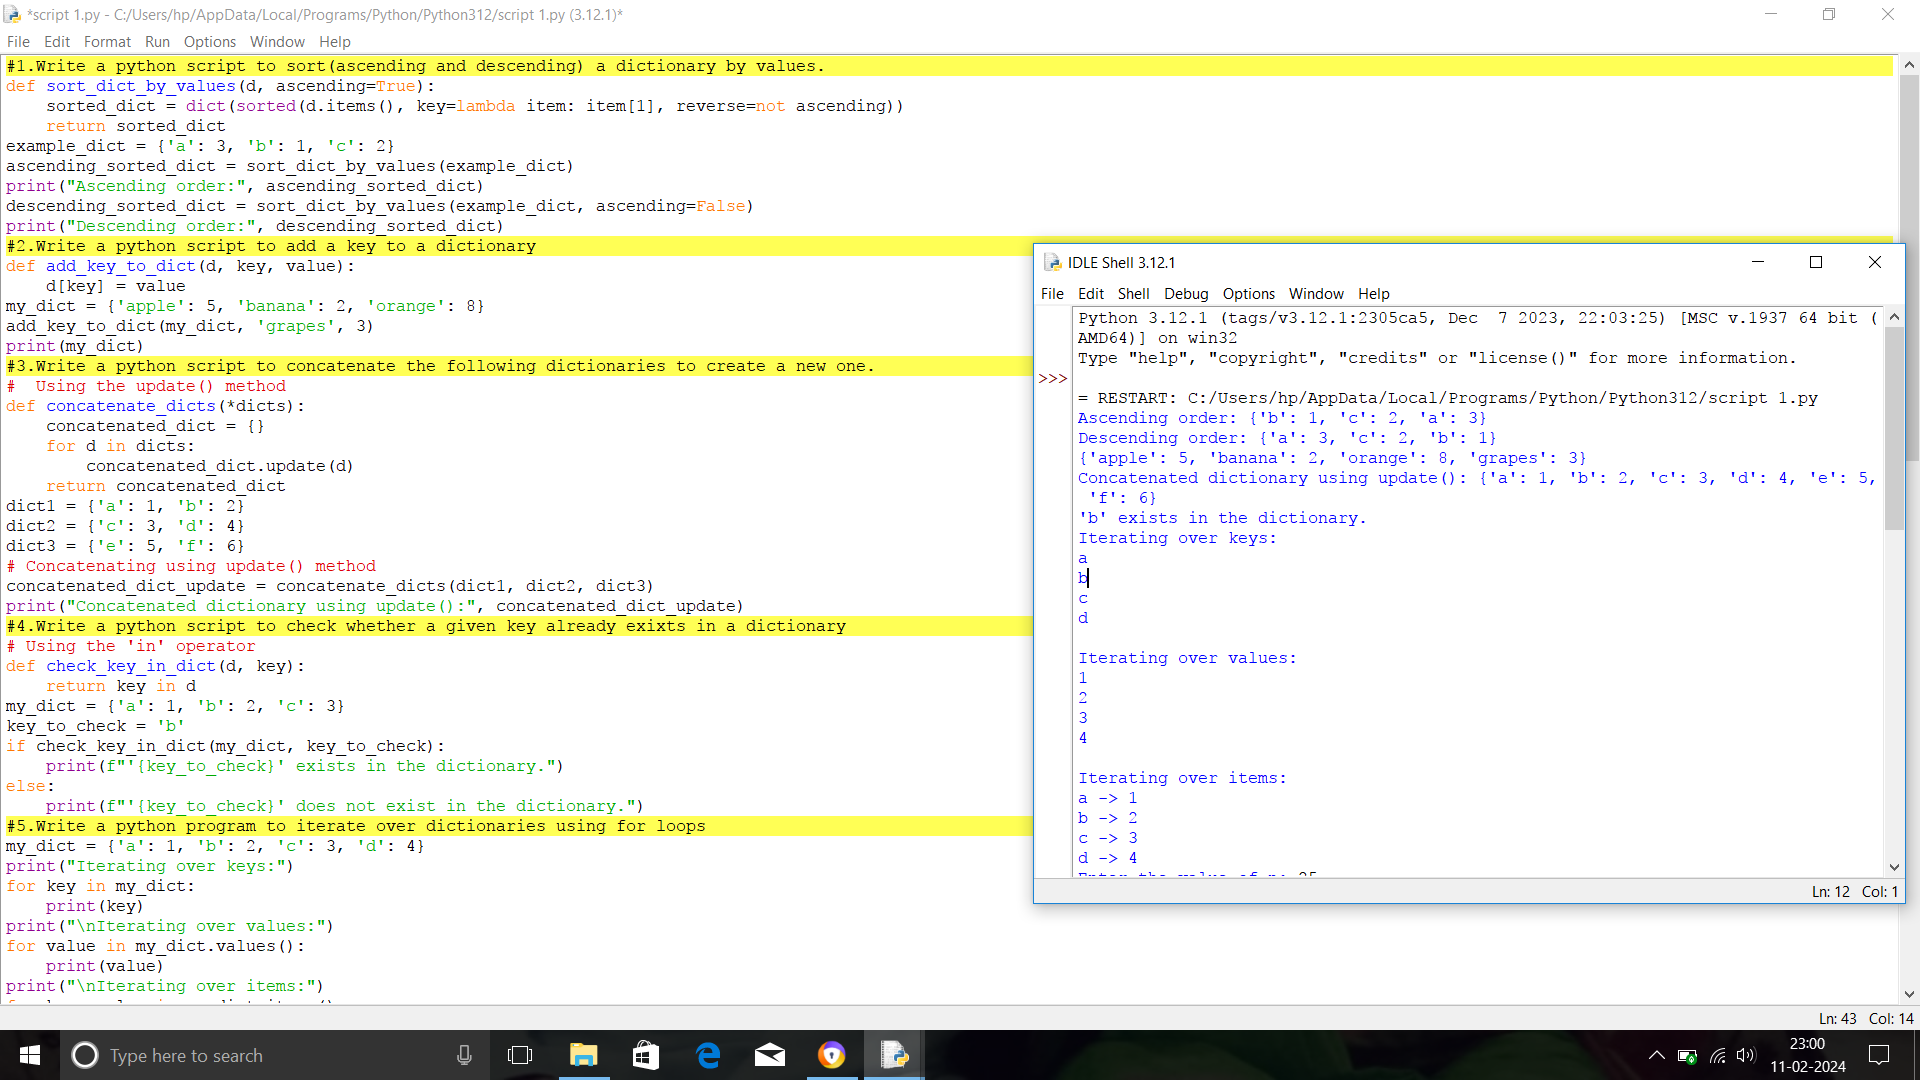 *script 1.py - C:/Users/hp/AppData/Local/Programs/Python/Python312/script 1.py (3.12.1)*
File Edit Format Run Options Window Help
#1.Write a python script to sort(ascending and descending) a dictionary by values.
def sort_dict_by_values(d, ascending=True):
    sorted_dict = dict(sorted(d.items(), key=lambda item: item[1], reverse=not ascending))
    return sorted_dict
example_dict = {'a': 3, 'b': 1, 'c': 2}
ascending_sorted_dict = sort_dict_by_values(example_dict)
print("Ascending order:", ascending_sorted_dict)
descending_sorted_dict = sort_dict_by_values(example_dict, ascending=False)
print("Descending order:", descending_sorted_dict)
#2.Write a python script to add a key to a dictionary
def add_key_to_dict(d, key, value):
    d[key] = value
my_dict = {'apple': 5, 'banana': 2, 'orange': 8}
add_key_to_dict(my_dict, 'grapes', 3)
print(my_dict)
#3.Write a python script to concatenate the following dictionaries to create a new one.
#  Using the update() method
def concatenate_dicts(*dicts):
    concatenated_dict = {}
    for d in dicts:
        concatenated_dict.update(d)
    return concatenated_dict
dict1 = {'a': 1, 'b': 2}
dict2 = {'c': 3, 'd': 4}
dict3 = {'e': 5, 'f': 6}
# Concatenating using update() method
concatenated_dict_update = concatenate_dicts(dict1, dict2, dict3)
print("Concatenated dictionary using update():", concatenated_dict_update)
#4.Write a python script to check whether a given key already exixts in a dictionary
# Using the 'in' operator
def check_key_in_dict(d, key):
    return key in d
my_dict = {'a': 1, 'b': 2, 'c': 3}
key_to_check = 'b'
if check_key_in_dict(my_dict, key_to_check):
    print(f"'{key_to_check}' exists in the dictionary.")
else:
    print(f"'{key_to_check}' does not exist in the dictionary.")
#5.Write a python program to iterate over dictionaries using for loops
my_dict = {'a': 1, 'b': 2, 'c': 3, 'd': 4}
print("Iterating over keys:")
for key in my_dict:
    print(key)
print("\nIterating over values:")
for value in my_dict.values():
    print(value)
print("\nIterating over items:")
Ln: 43 Col: 14
IDLE Shell 3.12.1
File Edit Shell Debug Options Window Help
Python 3.12.1 (tags/v3.12.1:2305ca5, Dec  7 2023, 22:03:25) [MSC v.1937 64 bit (
AMD64)] on win32
Type "help", "copyright", "credits" or "license()" for more information.
>>>
= RESTART: C:/Users/hp/AppData/Local/Programs/Python/Python312/script 1.py
Ascending order: {'b': 1, 'c': 2, 'a': 3}
Descending order: {'a': 3, 'c': 2, 'b': 1}
{'apple': 5, 'banana': 2, 'orange': 8, 'grapes': 3}
Concatenated dictionary using update(): {'a': 1, 'b': 2, 'c': 3, 'd': 4, 'e': 5,
 'f': 6}
'b' exists in the dictionary.
Iterating over keys:
a
b
c
d
Iterating over values:
1
2
3
4
Iterating over items:
a -> 1
b -> 2
c -> 3
d -> 4
Ln: 12 Col: 1
Type here to search
23:00
11-02-2024